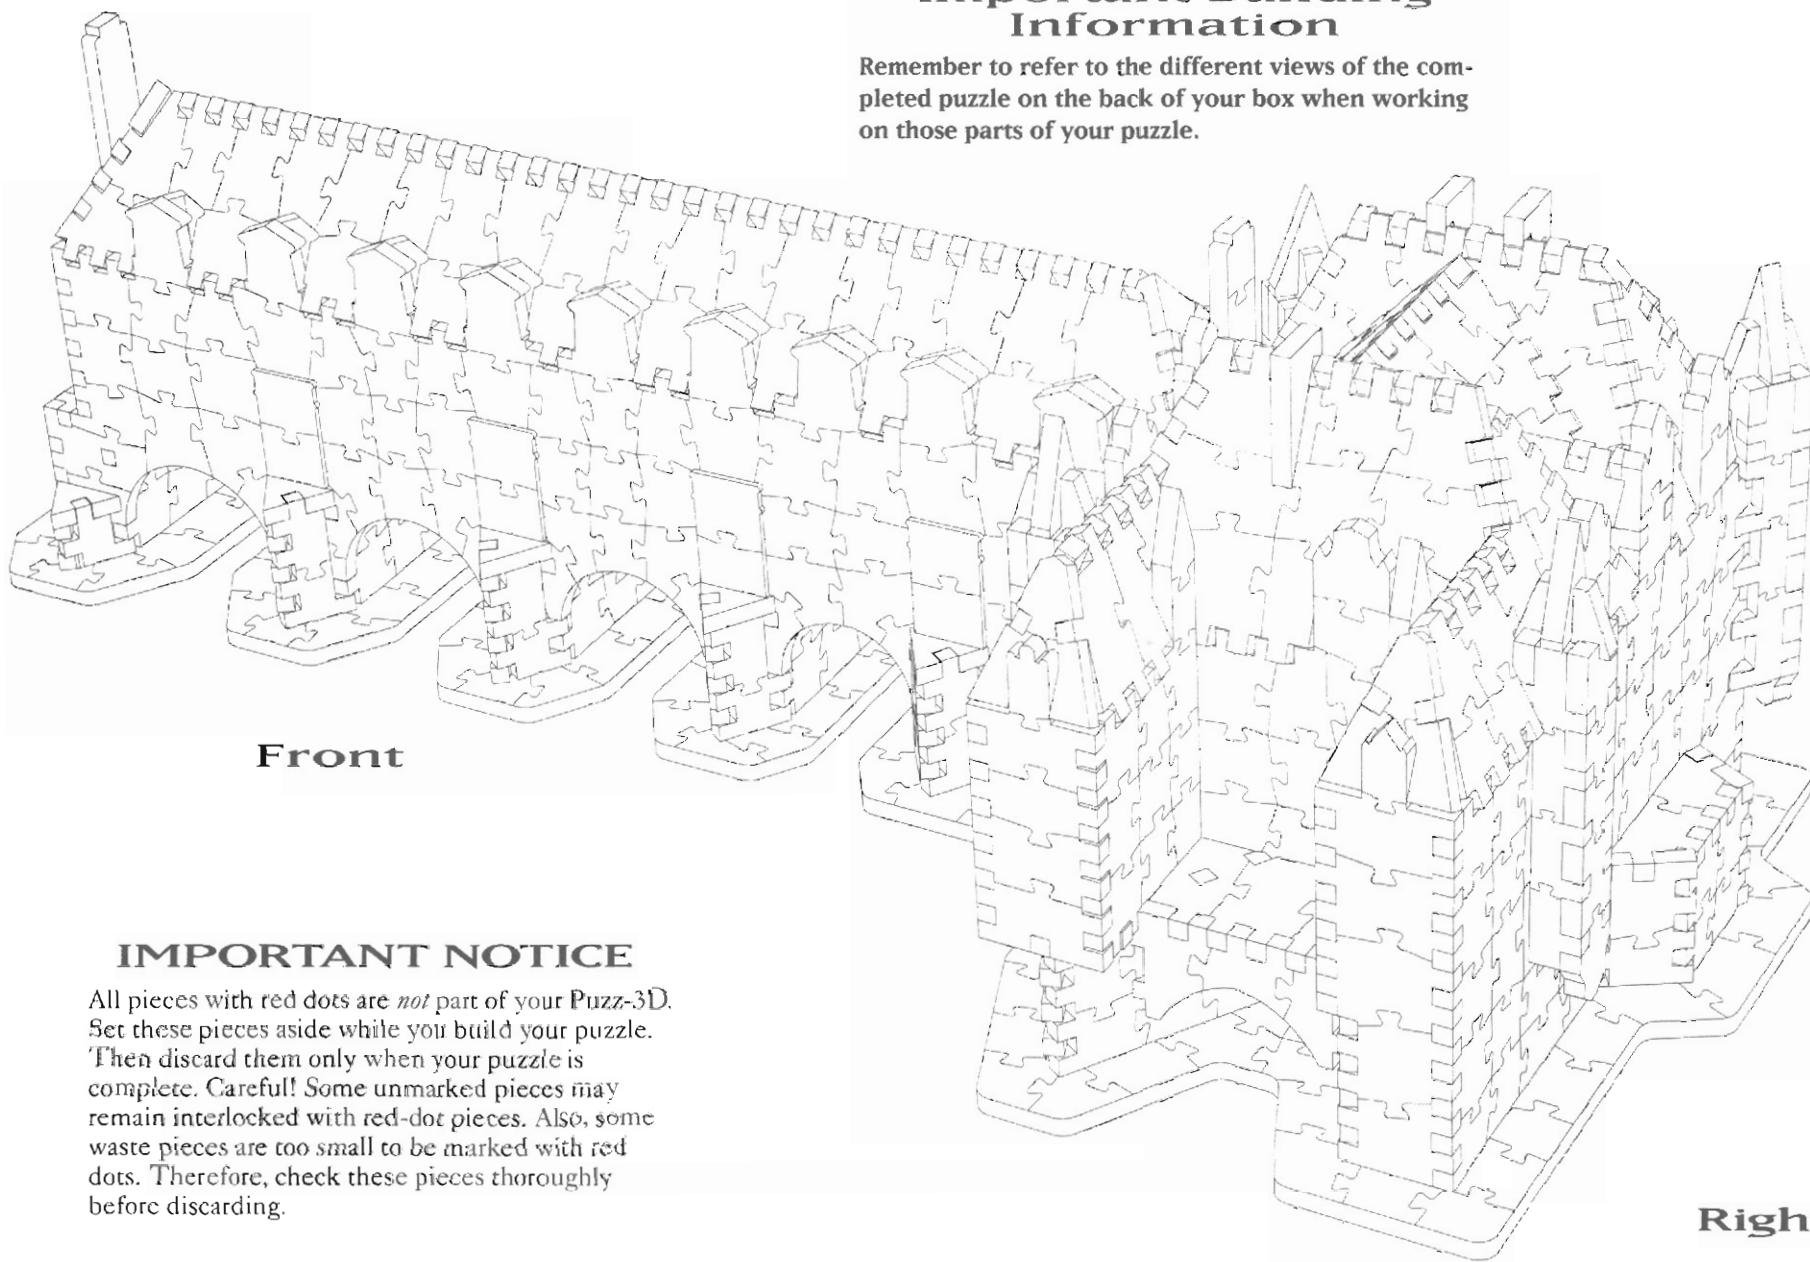 Important Building
Information
Remember to refer to the different views of the com-
pleted puzzle on the back of your box when working
on those parts of your puzzle.
Front
IMPORTANT NOTICE
All pieces with red dots are not part of your Puzz-3D.
Set these pieces aside while you build your puzzle.
Then discard them only when your puzzle is
complete. Careful! Some unmarked pieces may
remain interlocked with red-dot pieces. Also, some
waste pieces are too small to be marked with red
dots. Therefore, check these pieces thoroughly
before discarding.
Righ